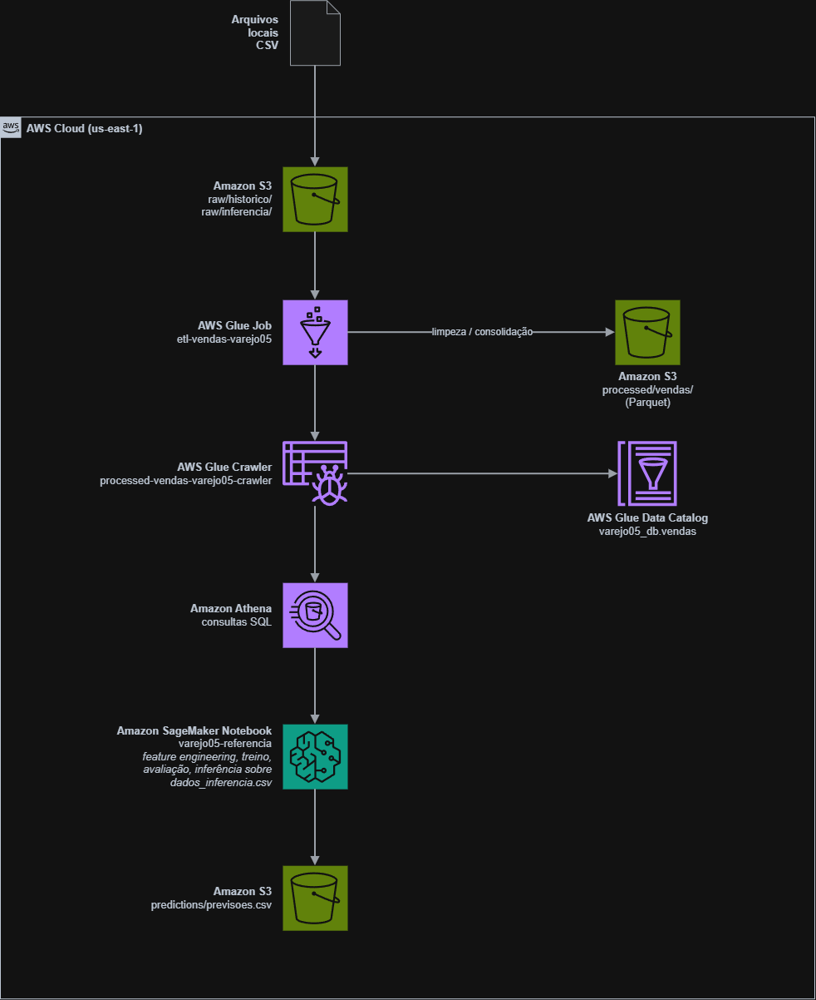 Arquivos
locais
CSV
aws
AWS Cloud (us-east-1)
Amazon S3
raw/historico/
raw/inferencia/
AWS Glue Job
etl-vendas-varejo05
limpeza / consolidação
Amazon S3
processed/vendas/
(Parquet)
AWS Glue Crawler
processed-vendas-varejo05-crawler
AWS Glue Data Catalog
varejo05_db.vendas
Amazon Athena
consultas SQL
Amazon SageMaker Notebook
varejo05-referencia
feature engineering, treino,
avaliação, inferência sobre
dados_inferencia.csv
Amazon S3
predictions/previsoes.csv